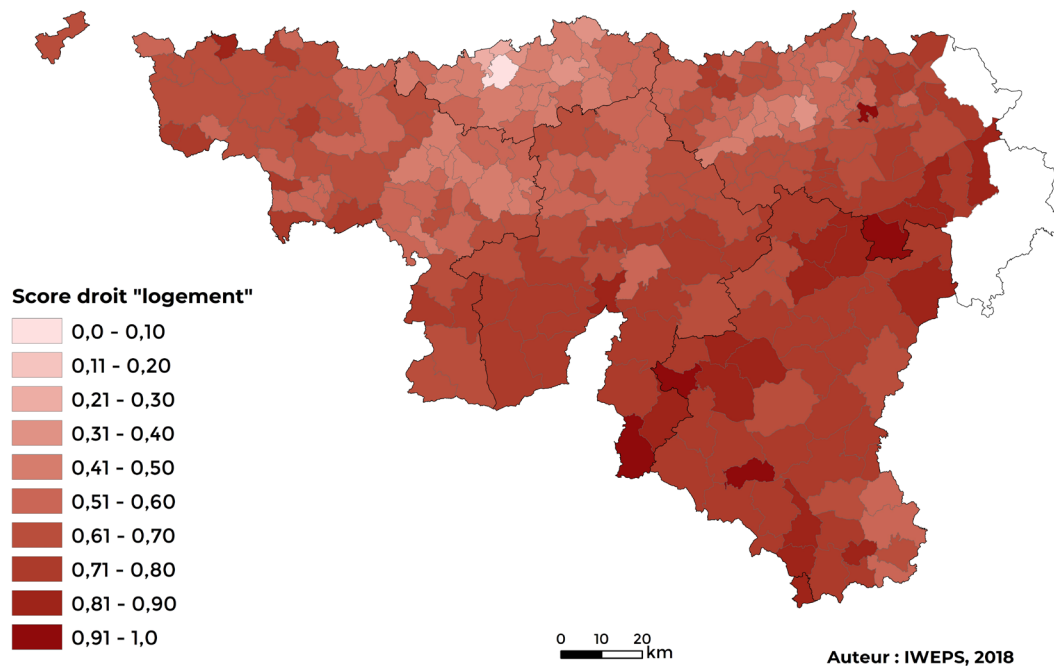 Score droit "logement"
0,0 - 0,10
0,11 - 0,20
0,21 - 0,30
0,31 - 0,40
0,41 - 0,50
0,51 - 0,60
0,61 - 0,70
0,71 - 0,80
0,81 - 0,90
0,91 - 1,0
0 10 20
km
Auteur : IWEPS, 2018